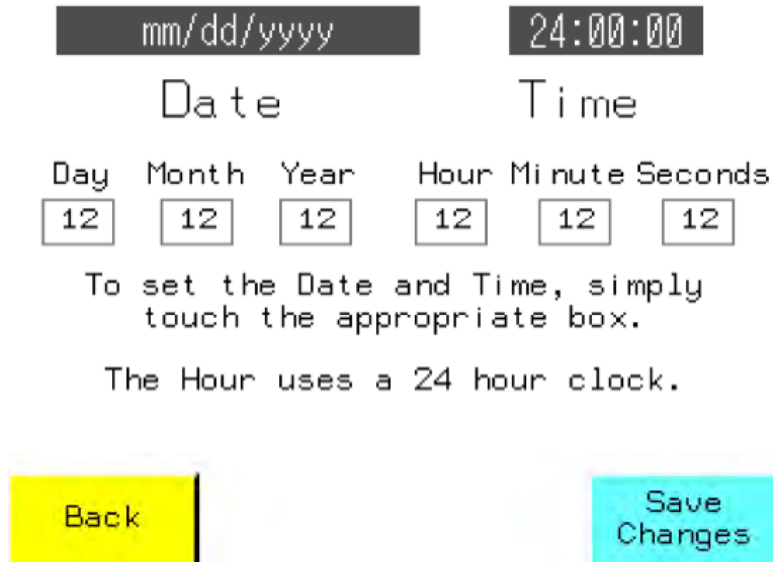 mm/dd/yyyy 24:00:00
Date Time
Day Month Year Hour Minute Seconds
12 12 12 12 12 12
To set the Date and Time, simply
touch the appropriate box.
The Hour uses a 24 hour clock.
Back
Save
Changes